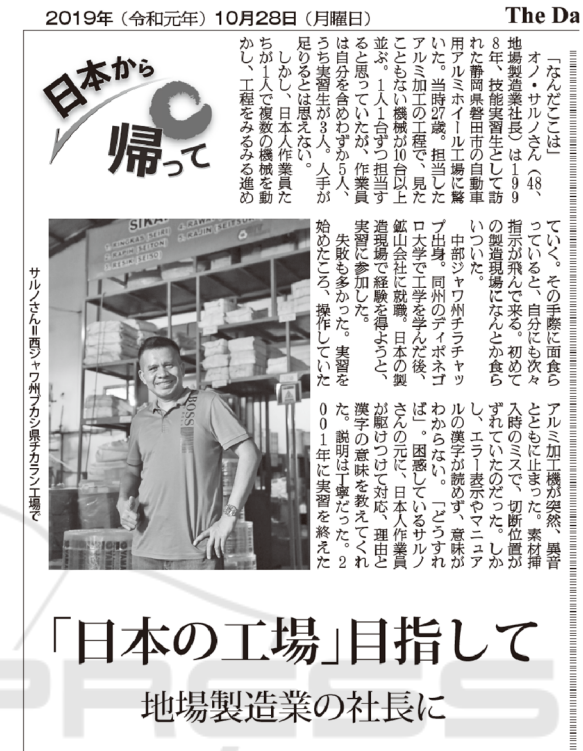 2019年（令和元年）10月28日（月曜日）
The Da
日本から
帰って
「なんだここは」
オノ・サルノさん（48、
地場製造業社長）は199
8年、技能実習生として訪
れた静岡県磐田市の自動車
用アルミホイール工場に驚
いた。当時27歳。担当した
アルミ加工の工程で、見た
こともない機械が10台以上
並ぶ。1人1台ずつ担当す
ると思っていたが、作業員
は自分を含めわずか5人、
うち実習生が3人。人手が
足りるとは思えない。
しかし、日本人作業員た
ちが1人で複数の機械を動
かし、工程をみるみる進め
ていく。その手際に面食ら
っていると、自分にも次々
指示が飛んで来る。初めて
の製造現場になんとか食ら
いついた。
中部ジャワ州チラチャッ
プ出身。同州のディポネゴ
ロ大学で工学を学んだ後、
鉱山会社に就職。日本の製
造現場で経験を得ようと、
実習に参加した。
失敗も多かった。実習を
始めたころ、操作していた
アルミ加工機が突然、異音
とともに止まった。素材挿
入時のミスで、切断位置が
ずれていたのだった。しか
し、エラー表示やマニュア
ルの漢字が読めず、意味が
わからない。「どうすれ
ば」。困惑しているサルノ
さんの元に、日本人作業員
が駆けつけて対応、理由と
漢字の意味を教えてくれ
た。説明は丁寧だった。2
001年に実習を終えた
サルノさん＝西ジャワ州ブカシ県チカラン工場で
「日本の工場」目指して
地場製造業の社長に
PRESS